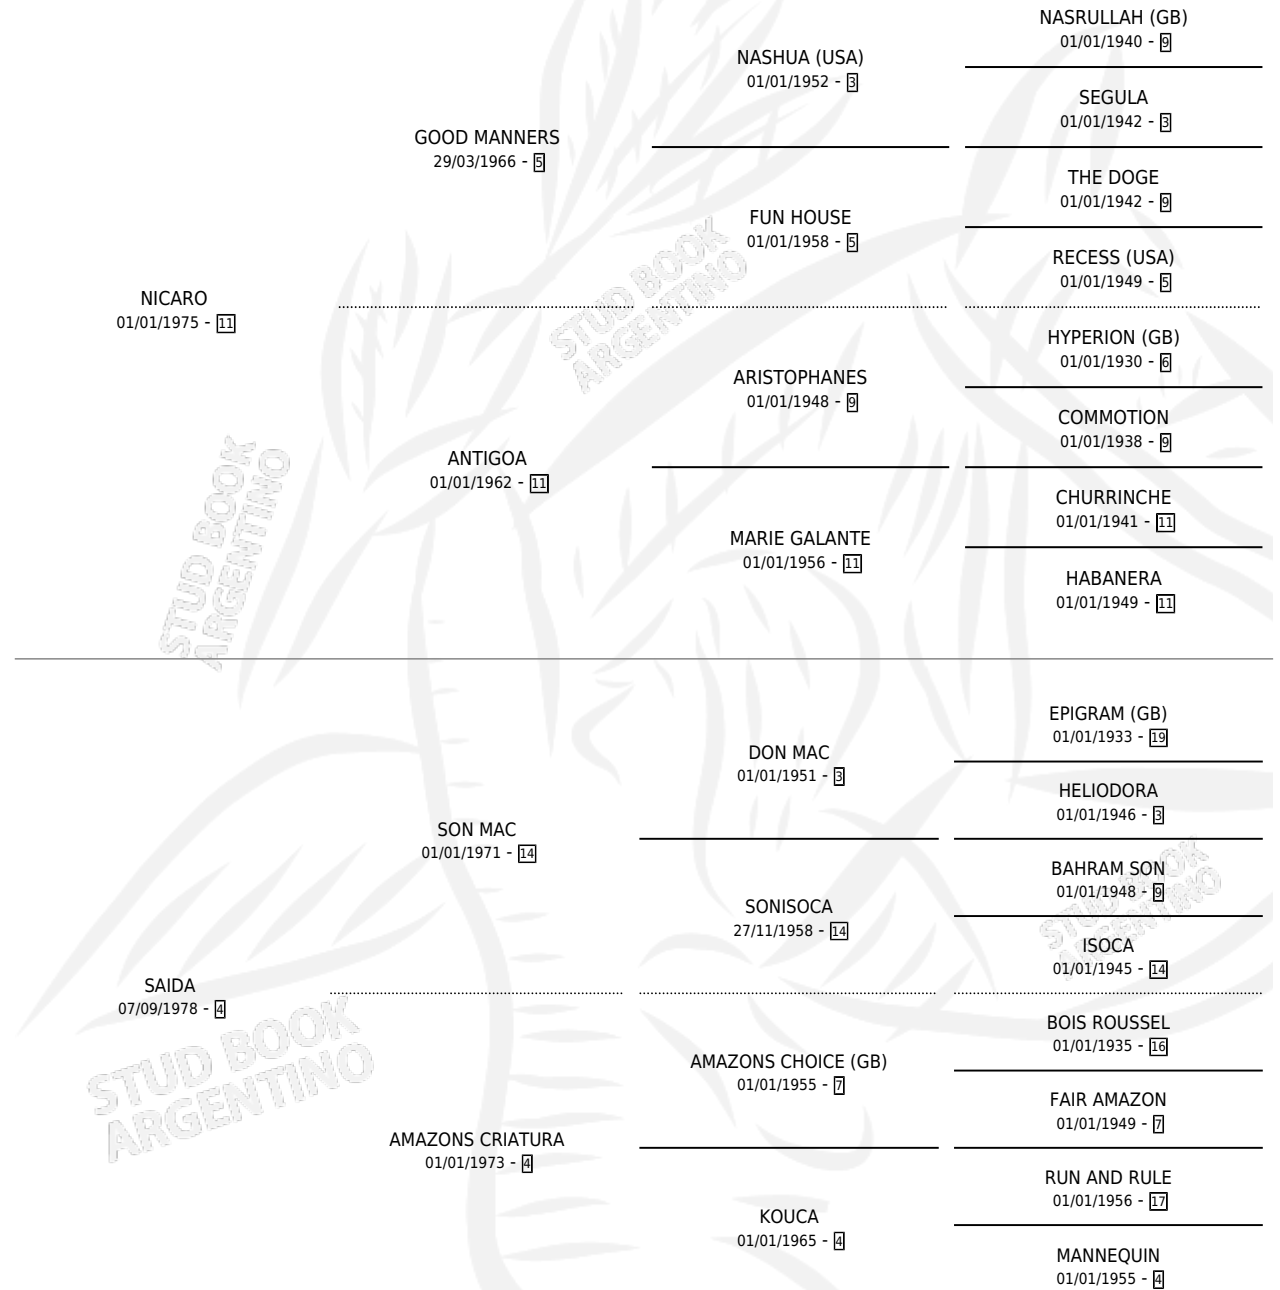 NASRULLAH (GB)
01/01/1940 - 9
NASHUA (USA)
01/01/1952 - 3
SEGULA
01/01/1942 - 3
GOOD MANNERS
29/03/1966 - 5
THE DOGE
01/01/1942 - 9
FUN HOUSE
01/01/1958 - 5
RECESS (USA)
01/01/1949 - 5
NICARO
01/01/1975 - 11
HYPERION (GB)
01/01/1930 - 6
ARISTOPHANES
01/01/1948 - 9
COMMOTION
01/01/1938 - 9
ANTIGOA
01/01/1962 - 11
CHURRINCHE
01/01/1941 - 11
MARIE GALANTE
01/01/1956 - 11
HABANERA
01/01/1949 - 11
EPIGRAM (GB)
01/01/1933 - 19
DON MAC
01/01/1951 - 3
HELIODORA
01/01/1946 - 3
SON MAC
01/01/1971 - 14
BAHRAM SON
01/01/1948 - 9
SONISOCA
27/11/1958 - 14
ISOCA
01/01/1945 - 14
SAIDA
07/09/1978 - 4
BOIS ROUSSEL
01/01/1935 - 16
AMAZONS CHOICE (GB)
01/01/1955 - 7
FAIR AMAZON
01/01/1949 - 7
AMAZONS CRIATURA
01/01/1973 - 4
RUN AND RULE
01/01/1956 - 17
KOUCA
01/01/1965 - 4
MANNEQUIN
01/01/1955 - 4
STUD BOOK
ARGENTINO
STUD BOOK
ARGENTINO
STUD BOOK
ARGENTINO
STUD BOOK
ARGENTINO